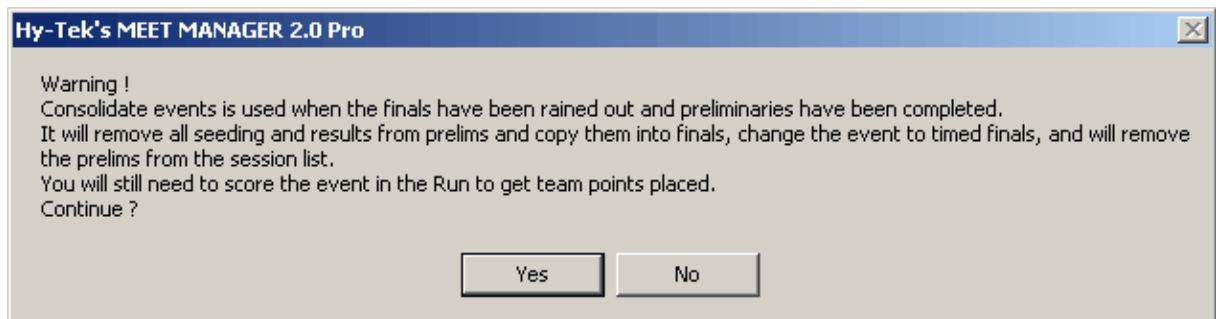 Hy-Tek's MEET MANAGER 2.0 Pro
Warning !
Consolidate events is used when the finals have been rained out and preliminaries have been completed.
It will remove all seeding and results from prelims and copy them into finals, change the event to timed finals, and will remove
the prelims from the session list.
You will still need to score the event in the Run to get team points placed.
Continue ?
Yes No